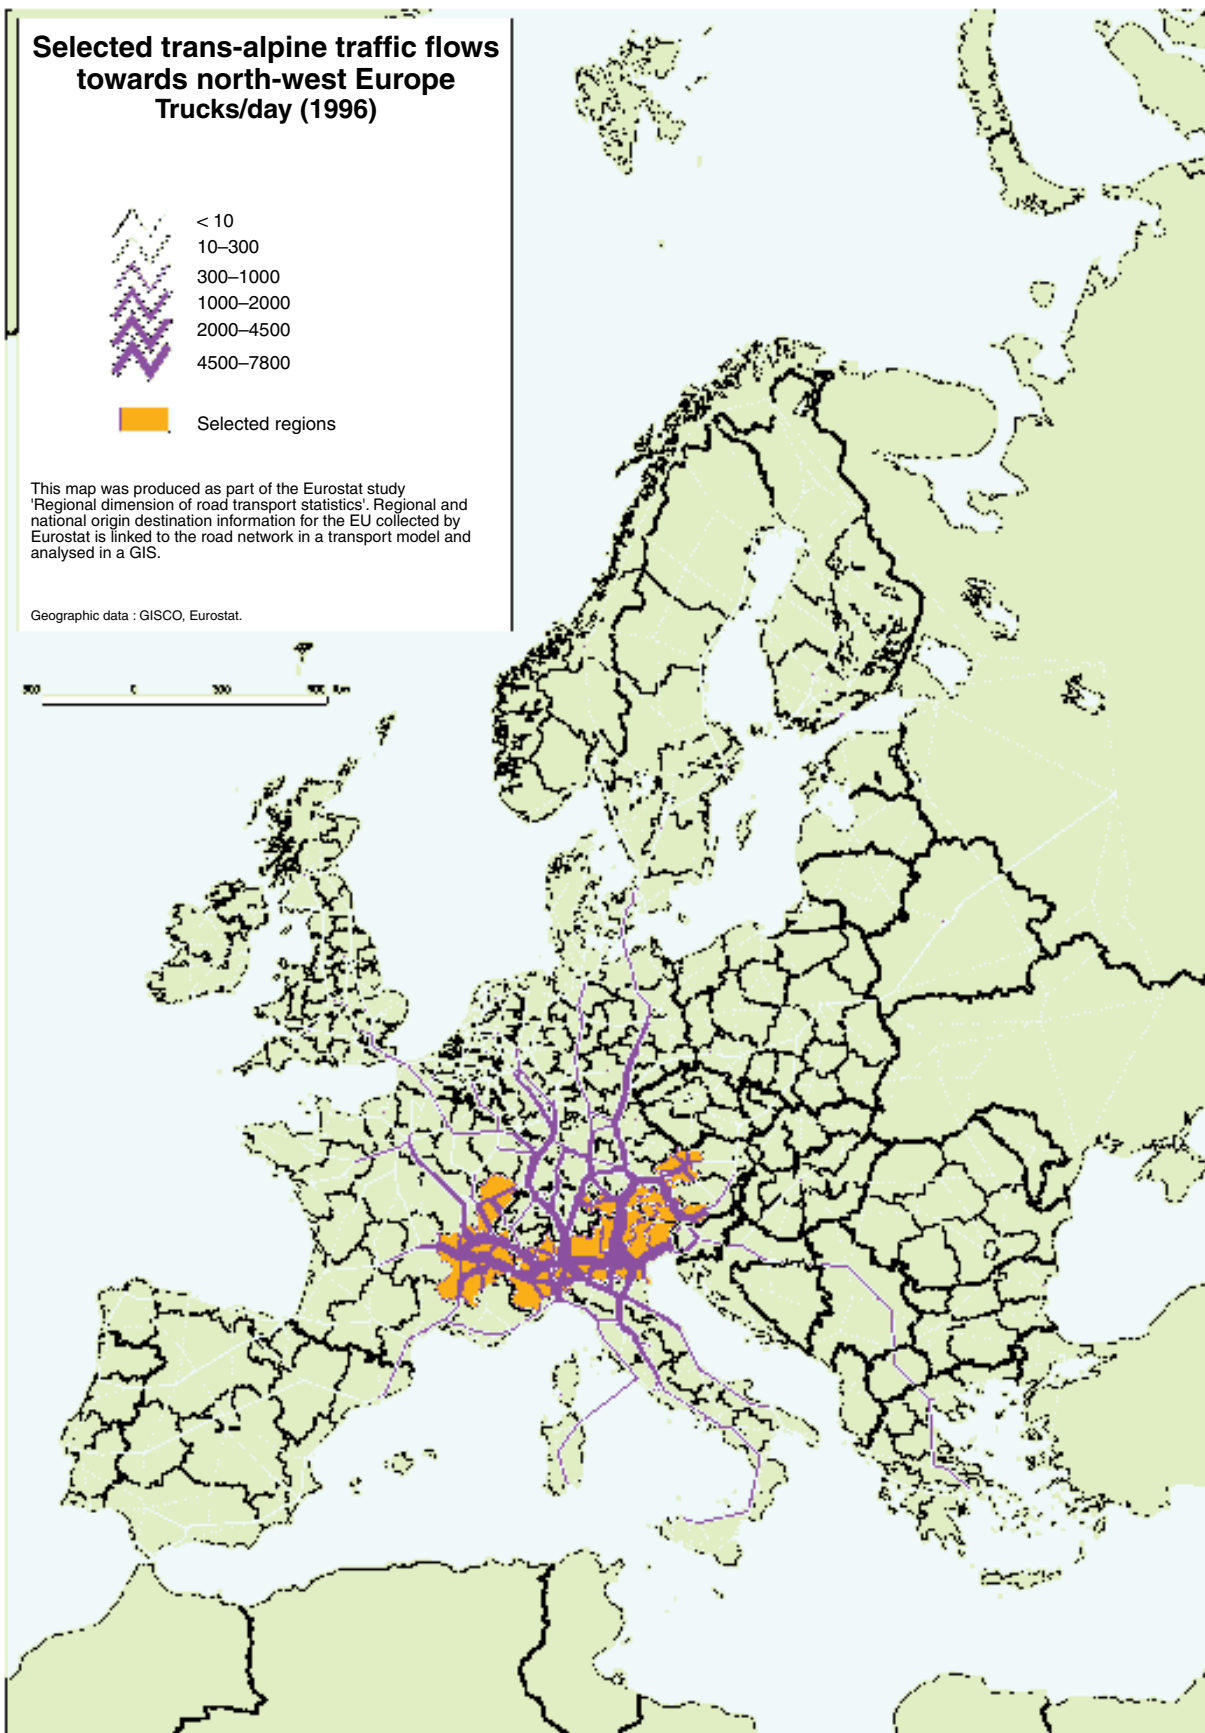 Selected trans-alpine traffic flows
towards north-west Europe
Trucks/day (1996)
< 10
10–300
300–1000
1000–2000
2000–4500
4500–7800
Selected regions
This map was produced as part of the Eurostat study
'Regional dimension of road transport statistics'. Regional and
national origin destination information for the EU collected by
Eurostat is linked to the road network in a transport model and
analysed in a GIS.
Geographic data : GISCO, Eurostat.